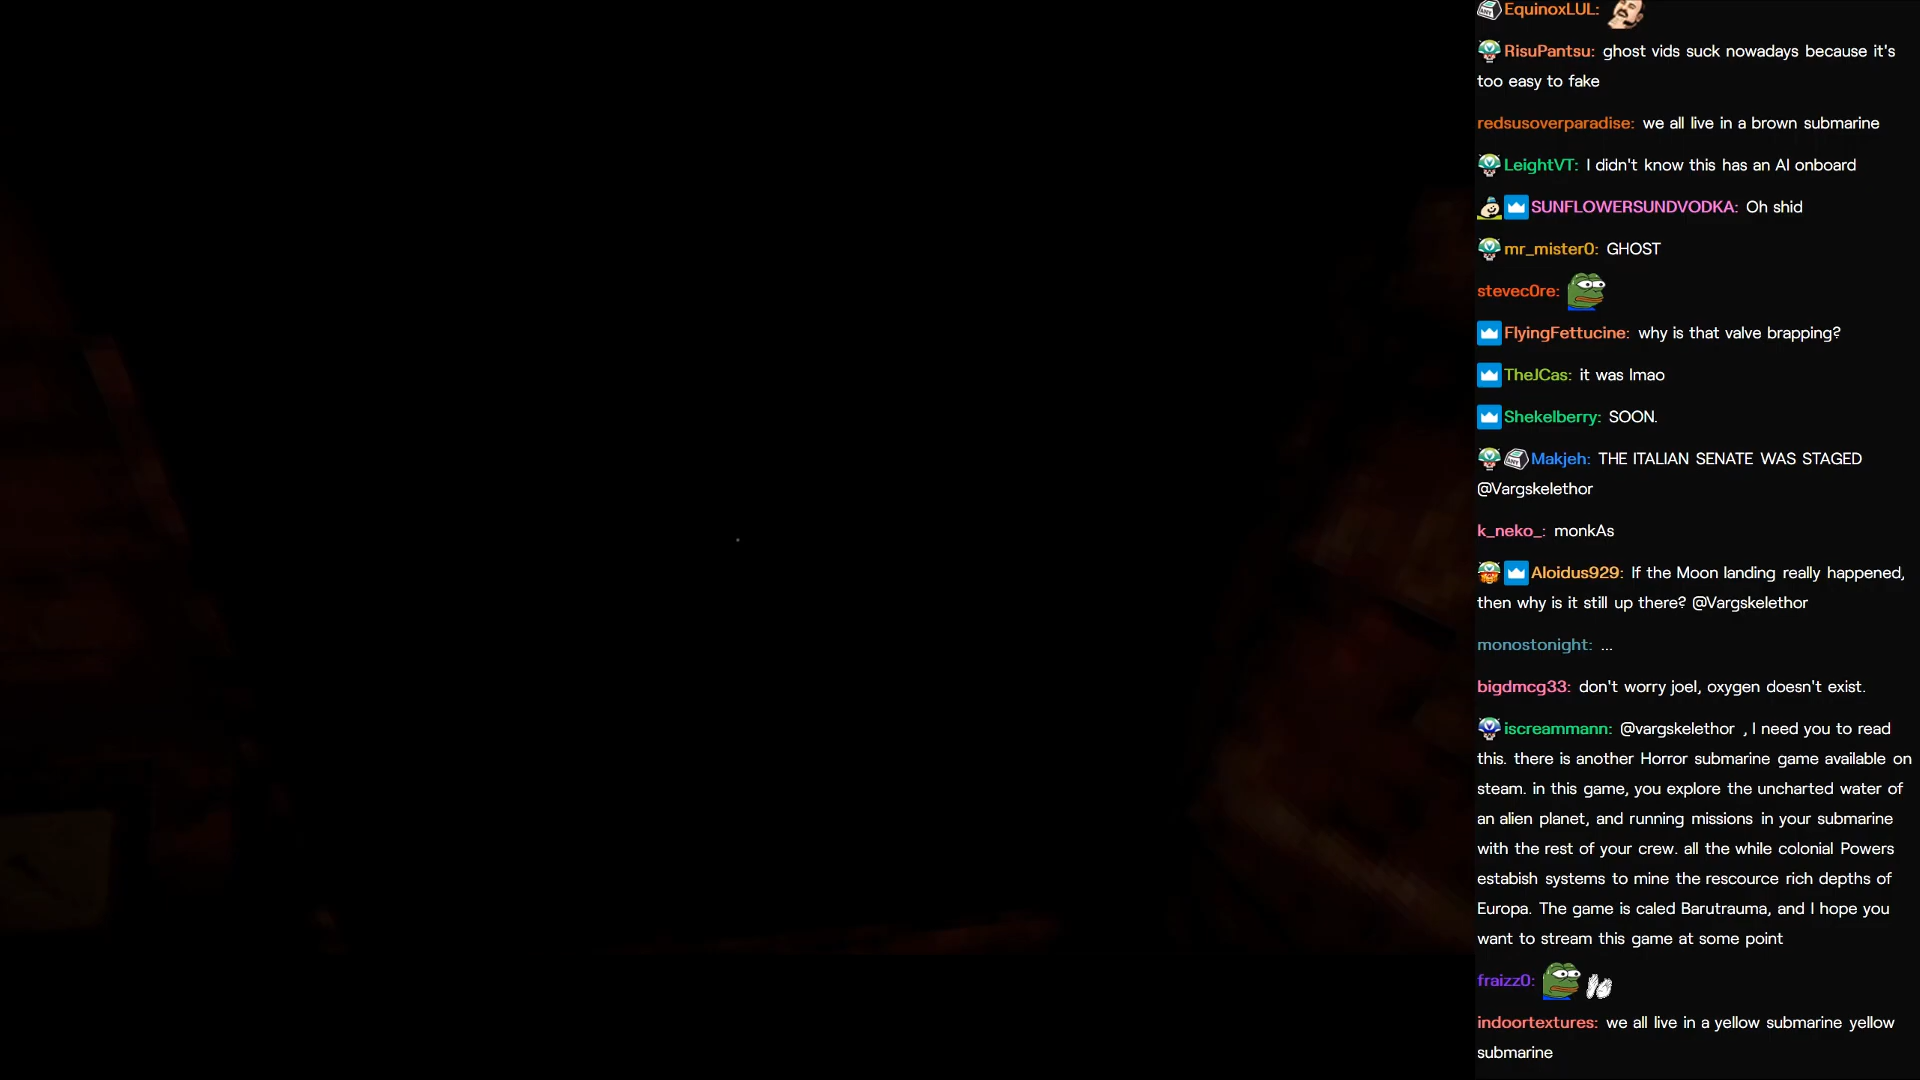 EquinoxLUL:
RisuPantsu: ghost vids suck nowadays because it's
too easy to fake
redsusoverparadise: we all live in a brown submarine
LeightVT: I didn't know this has an AI onboard
SUNFLOWERSUNDVODKA: Oh shid
mr_mister0: GHOST
stevec0re:
FlyingFettucine: why is that valve brapping?
TheJCas: it was lmao
Shekelberry: SOON.
Makjeh: THE ITALIAN SENATE WAS STAGED
@Vargskelethor
k_neko_: monkAs
Aloidus929: If the Moon landing really happened,
then why is it still up there? @Vargskelethor
monostonight: ...
bigdmcg33: don't worry joel, oxygen doesn't exist.
iscreammann: @vargskelethor , I need you to read
this. there is another Horror submarine game available on
steam. in this game, you explore the uncharted water of
an alien planet, and running missions in your submarine
with the rest of your crew. all the while colonial Powers
estabish systems to mine the rescource rich depths of
Europa. The game is caled Barutrauma, and I hope you
want to stream this game at some point
fraizz0:
indoortextures: we all live in a yellow submarine yellow
submarine